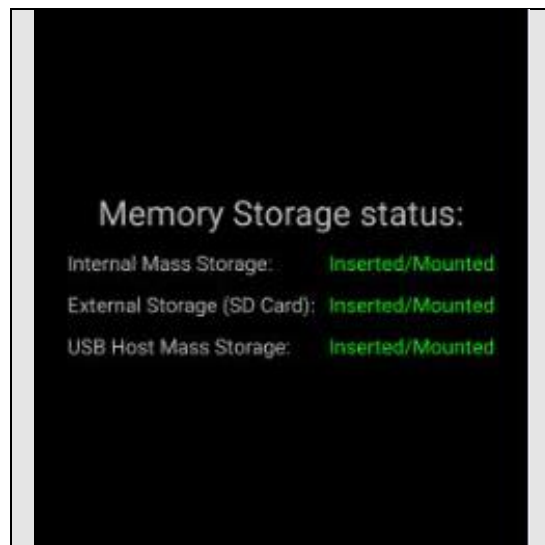 Memory Storage status:
Internal Mass Storage: Inserted/Mounted
External Storage (SD Card): Inserted/Mounted
USB Host Mass Storage: Inserted/Mounted